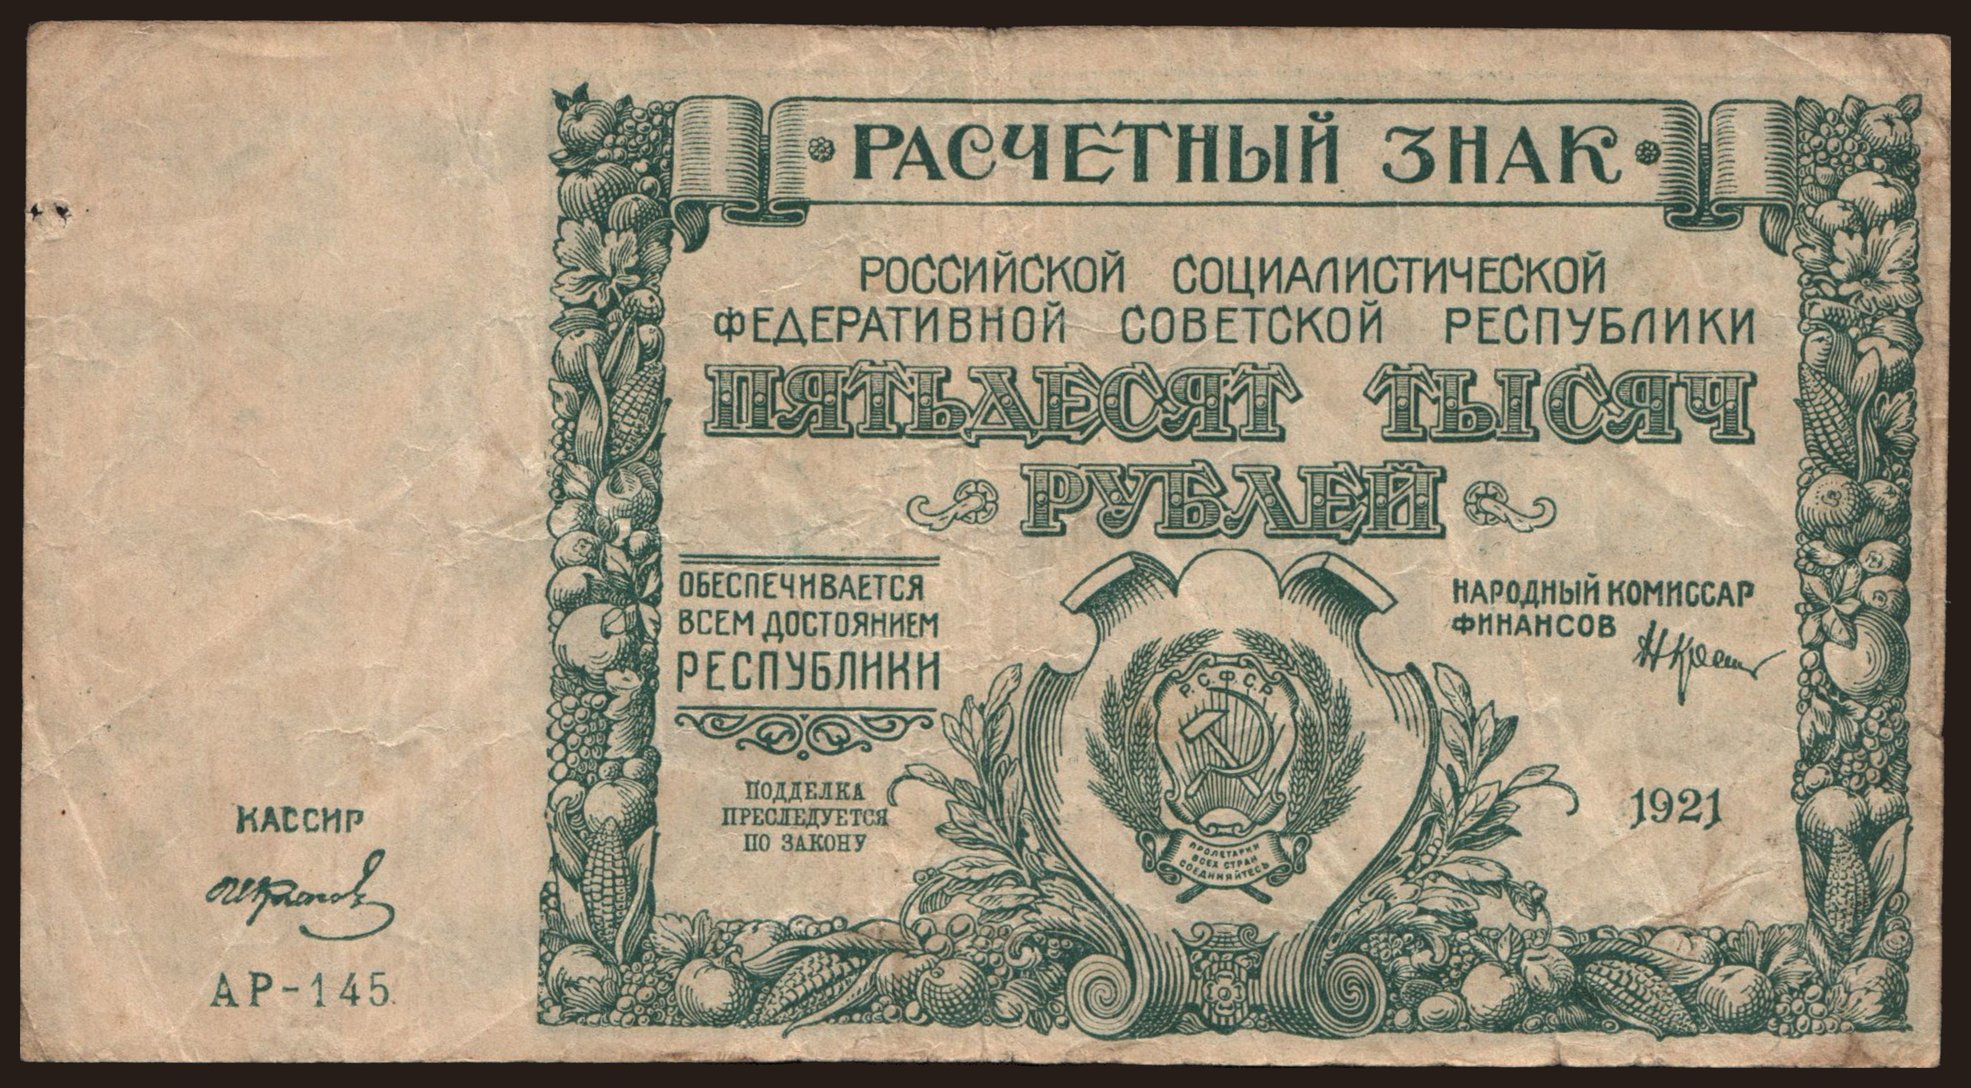 РАСЧЕТНЫЙ ЗНАК
РОССИЙСКОЙ СОЦИАЛИСТИЧЕСКОЙ
ФЕДЕРАТИВНОЙ СОВЕТСКОЙ РЕСПУБЛИКИ
ПЯТЬДЕСЯТ ТЫСЯЧ
РУБЛЕЙ
ОБЕСПЕЧИВАЕТСЯ
ВСЕМ ДОСТОЯНИЕМ
РЕСПУБЛИКИ
ПОДДЕЛКА
ПРЕСЛЕДУЕТСЯ
ПО ЗАКОНУ
Р.С.Ф.С.Р.
ПРОЛЕТАРИИ
ВСЕХ СТРАН
СОЕДИНЯЙТЕСЬ
НАРОДНЫЙ КОМИССАР
ФИНАНСОВ
1921
КАССИР
АР-145.